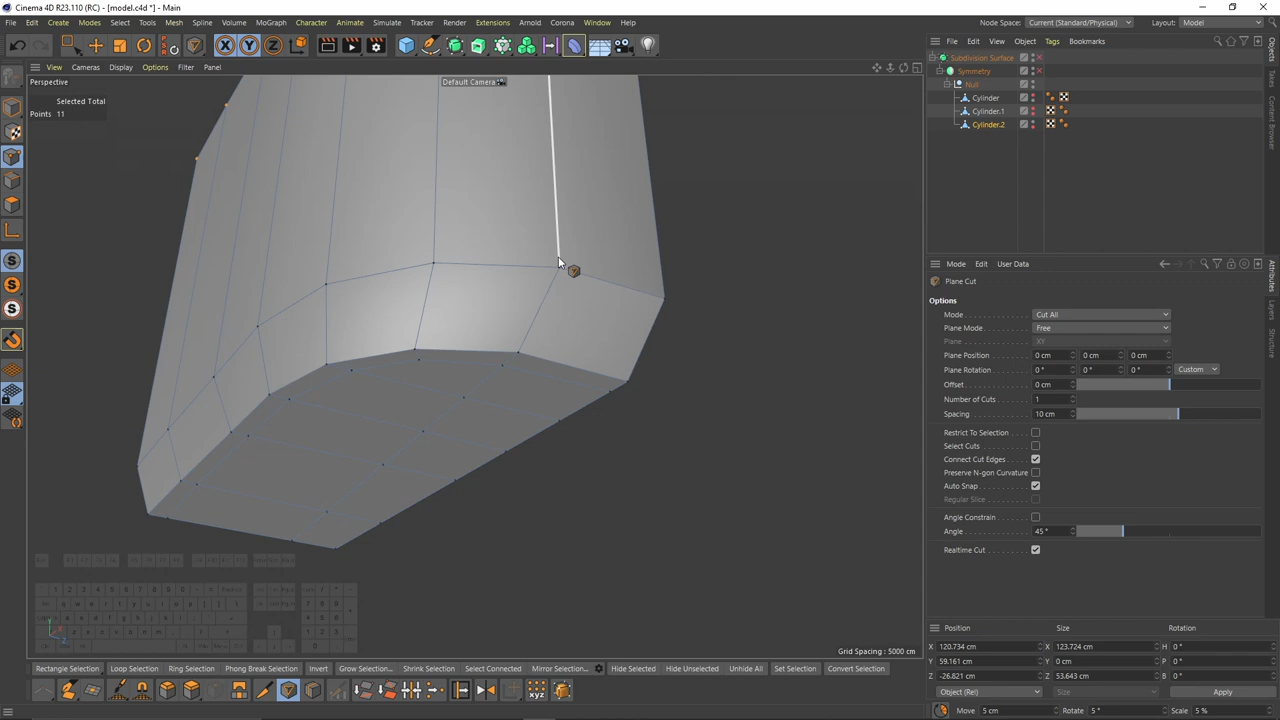 Cinema 4D R23.110 (RC) - [model.c4d *] - Main
File Edit Create Modes Select Tools Mesh Spline Volume MoGraph Character Animate Simulate Tracker Render Extensions Arnold Corona Window Help
Node Space: Current (Standard/Physical) Layout: Model
View Cameras Display Options Filter Panel
Perspective
Default Camera
Selected Total
Points 11
Grid Spacing : 5000 cm
File Edit View Object Tags Bookmarks
Subdivision Surface
Symmetry
Null
Cylinder
Cylinder.1
Cylinder.2
Objects
Takes
Content Browser
Mode Edit User Data
Plane Cut
Options
Mode Cut All
Plane Mode Free
Plane XY
Plane Position 0 cm 0 cm 0 cm
Plane Rotation 0 ° 0 ° 0 ° Custom
Offset 0 cm
Number of Cuts 1
Spacing 10 cm
Restrict To Selection
Select Cuts
Connect Cut Edges
Preserve N-gon Curvature
Auto Snap
Regular Slice
Angle Constrain
Angle 45 °
Realtime Cut
Attributes
Layers
Structure
Position Size Rotation
X 120.734 cm X 123.724 cm H 0 °
Y 59.161 cm Y 0 cm P 0 °
Z -26.821 cm Z 53.643 cm B 0 °
Object (Rel) Size Apply
Rectangle Selection Loop Selection Ring Selection Phong Break Selection Invert Grow Selection... Shrink Selection Select Connected Mirror Selection... Hide Selected Hide Unselected Unhide All Set Selection Convert Selection
Move 5 cm Rotate 5 ° Scale 5 %